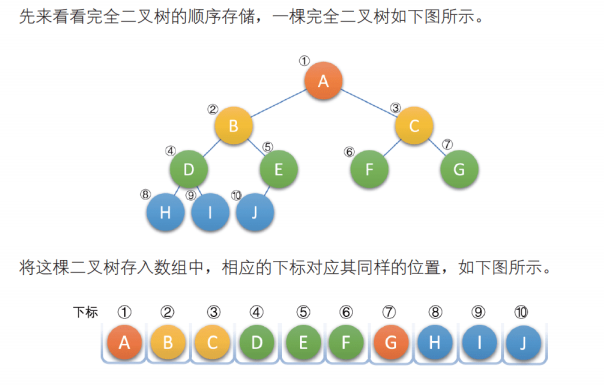 先来看看完全二叉树的顺序存储，一棵完全二叉树如下图所示。
① A
② B ③ C
④ D ⑤ E ⑥ F ⑦ G
⑧ H ⑨ I ⑩ J
将这棵二叉树存入数组中，相应的下标对应其同样的位置，如下图所示。
下标 ① ② ③ ④ ⑤ ⑥ ⑦ ⑧ ⑨ ⑩
A B C D E F G H I J